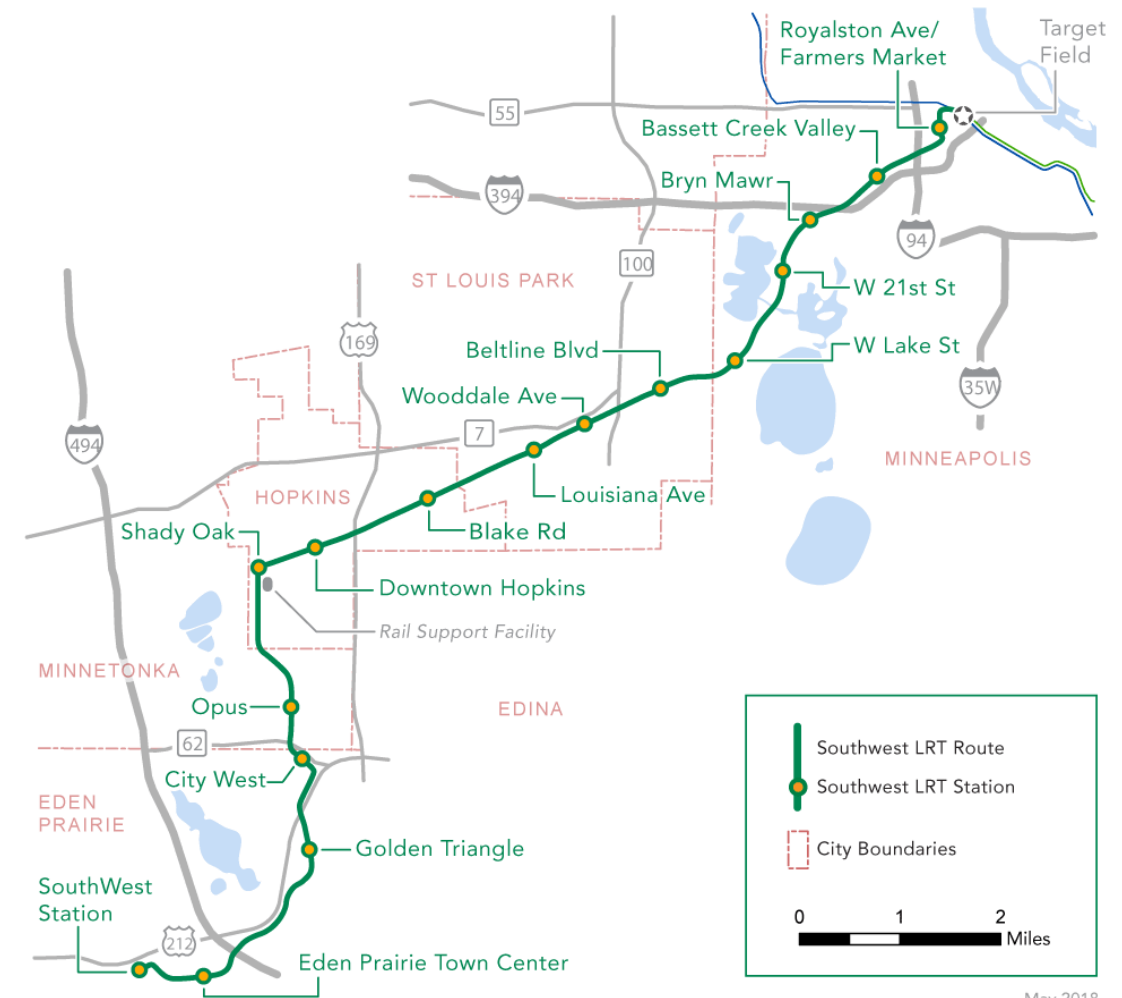 Royalston Ave/
Farmers Market
Target
Field
55
Bassett Creek Valley
Bryn Mawr
394
94
100
ST LOUIS PARK
W 21st St
169
Beltline Blvd
W Lake St
35W
Wooddale Ave
7
494
MINNEAPOLIS
HOPKINS
Louisiana Ave
Shady Oak
Blake Rd
Downtown Hopkins
Rail Support Facility
MINNETONKA
Opus
EDINA
62
City West
Southwest LRT Route
Southwest LRT Station
EDEN
PRAIRIE
Golden Triangle
City Boundaries
SouthWest
Station
0 1 2
Miles
212
Eden Prairie Town Center
May 2018